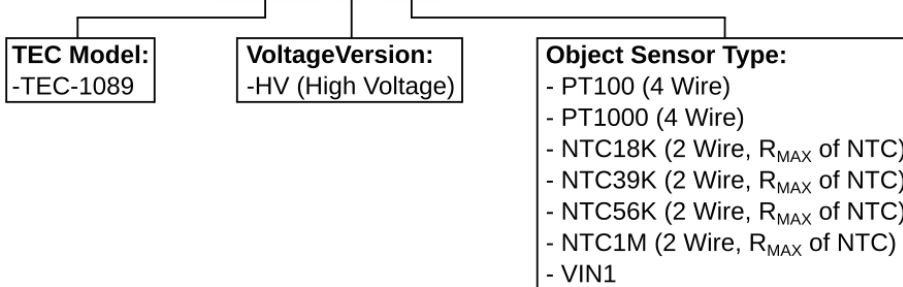 TEC Model:
-TEC-1089
VoltageVersion:
-HV (High Voltage)
Object Sensor Type:
- PT100 (4 Wire)
- PT1000 (4 Wire)
- NTC18K (2 Wire, RMAX of NTC)
- NTC39K (2 Wire, RMAX of NTC)
- NTC56K (2 Wire, RMAX of NTC)
- NTC1M (2 Wire, RMAX of NTC)
- VIN1